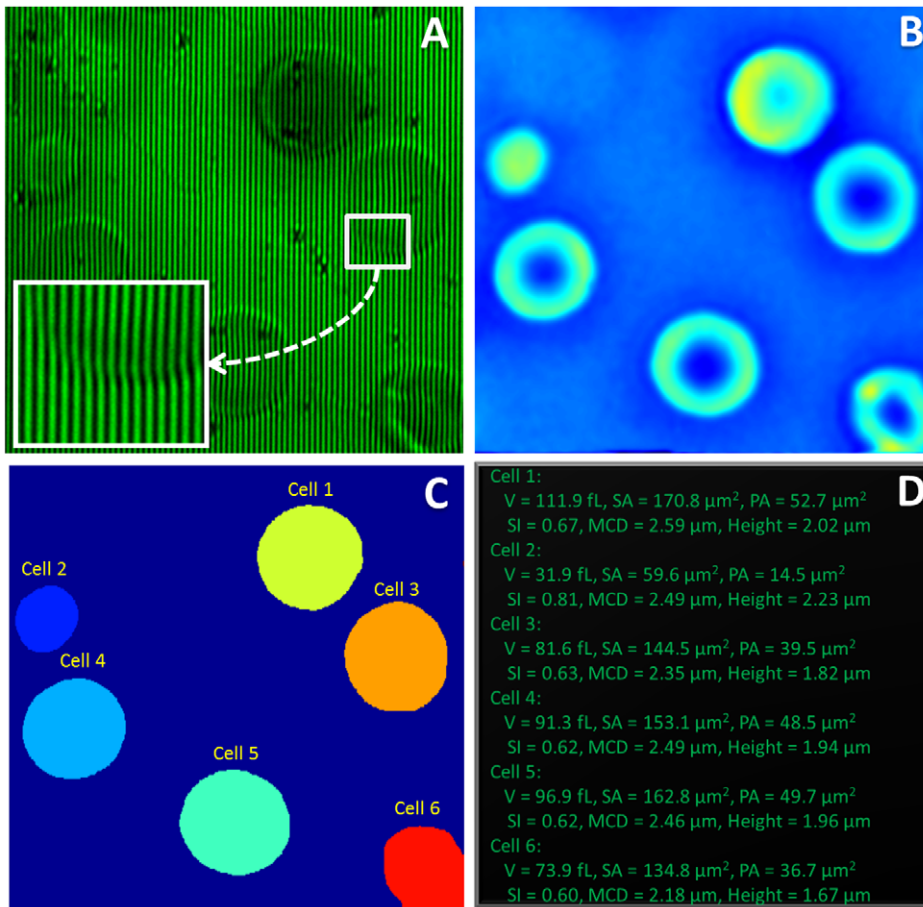 A
B
C
Cell 1
Cell 2
Cell 3
Cell 4
Cell 5
Cell 6
D
Cell 1:
V = 111.9 fL, SA = 170.8 µm², PA = 52.7 µm²
SI = 0.67, MCD = 2.59 µm, Height = 2.02 µm
Cell 2:
V = 31.9 fL, SA = 59.6 µm², PA = 14.5 µm²
SI = 0.81, MCD = 2.49 µm, Height = 2.23 µm
Cell 3:
V = 81.6 fL, SA = 144.5 µm², PA = 39.5 µm²
SI = 0.63, MCD = 2.35 µm, Height = 1.82 µm
Cell 4:
V = 91.3 fL, SA = 153.1 µm², PA = 48.5 µm²
SI = 0.62, MCD = 2.49 µm, Height = 1.94 µm
Cell 5:
V = 96.9 fL, SA = 162.8 µm², PA = 49.7 µm²
SI = 0.62, MCD = 2.46 µm, Height = 1.96 µm
Cell 6:
V = 73.9 fL, SA = 134.8 µm², PA = 36.7 µm²
SI = 0.60, MCD = 2.18 µm, Height = 1.67 µm